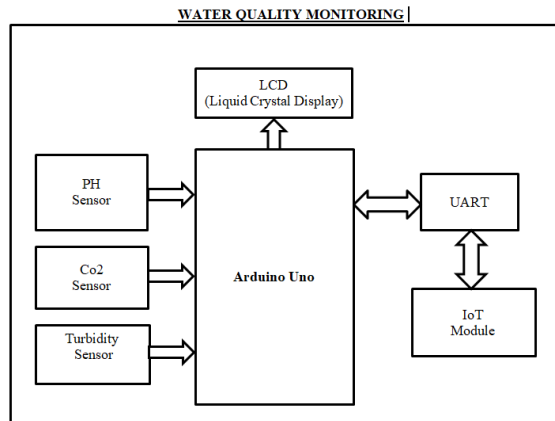 WATER QUALITY MONITORING
LCD
(Liquid Crystal Display)
PH
Sensor
Co2
Sensor
Turbidity
Sensor
Arduino Uno
UART
IoT
Module